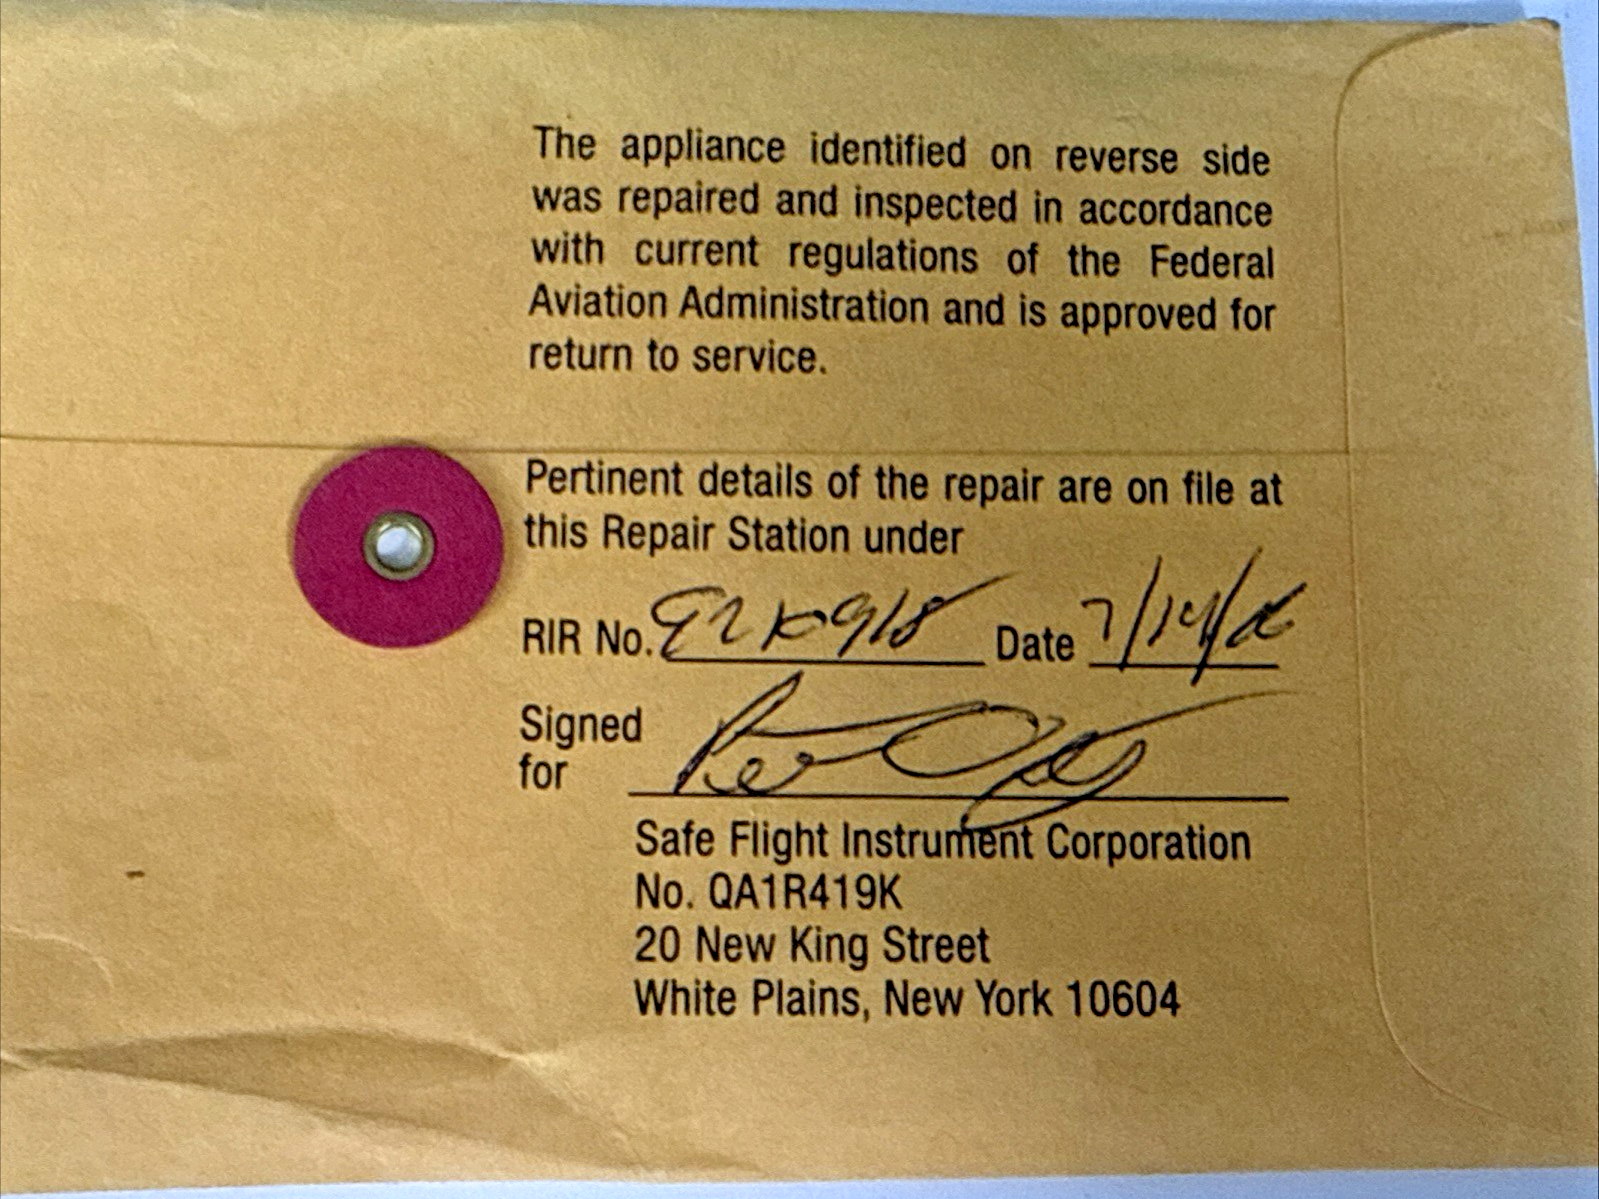 The appliance identified on reverse side
was repaired and inspected in accordance
with current regulations of the Federal
Aviation Administration and is approved for
return to service.
Pertinent details of the repair are on file at
this Repair Station under
RIR No. Date 7/14/
Signed
for
Safe Flight Instrument Corporation
No. QA1R419K
20 New King Street
White Plains, New York 10604